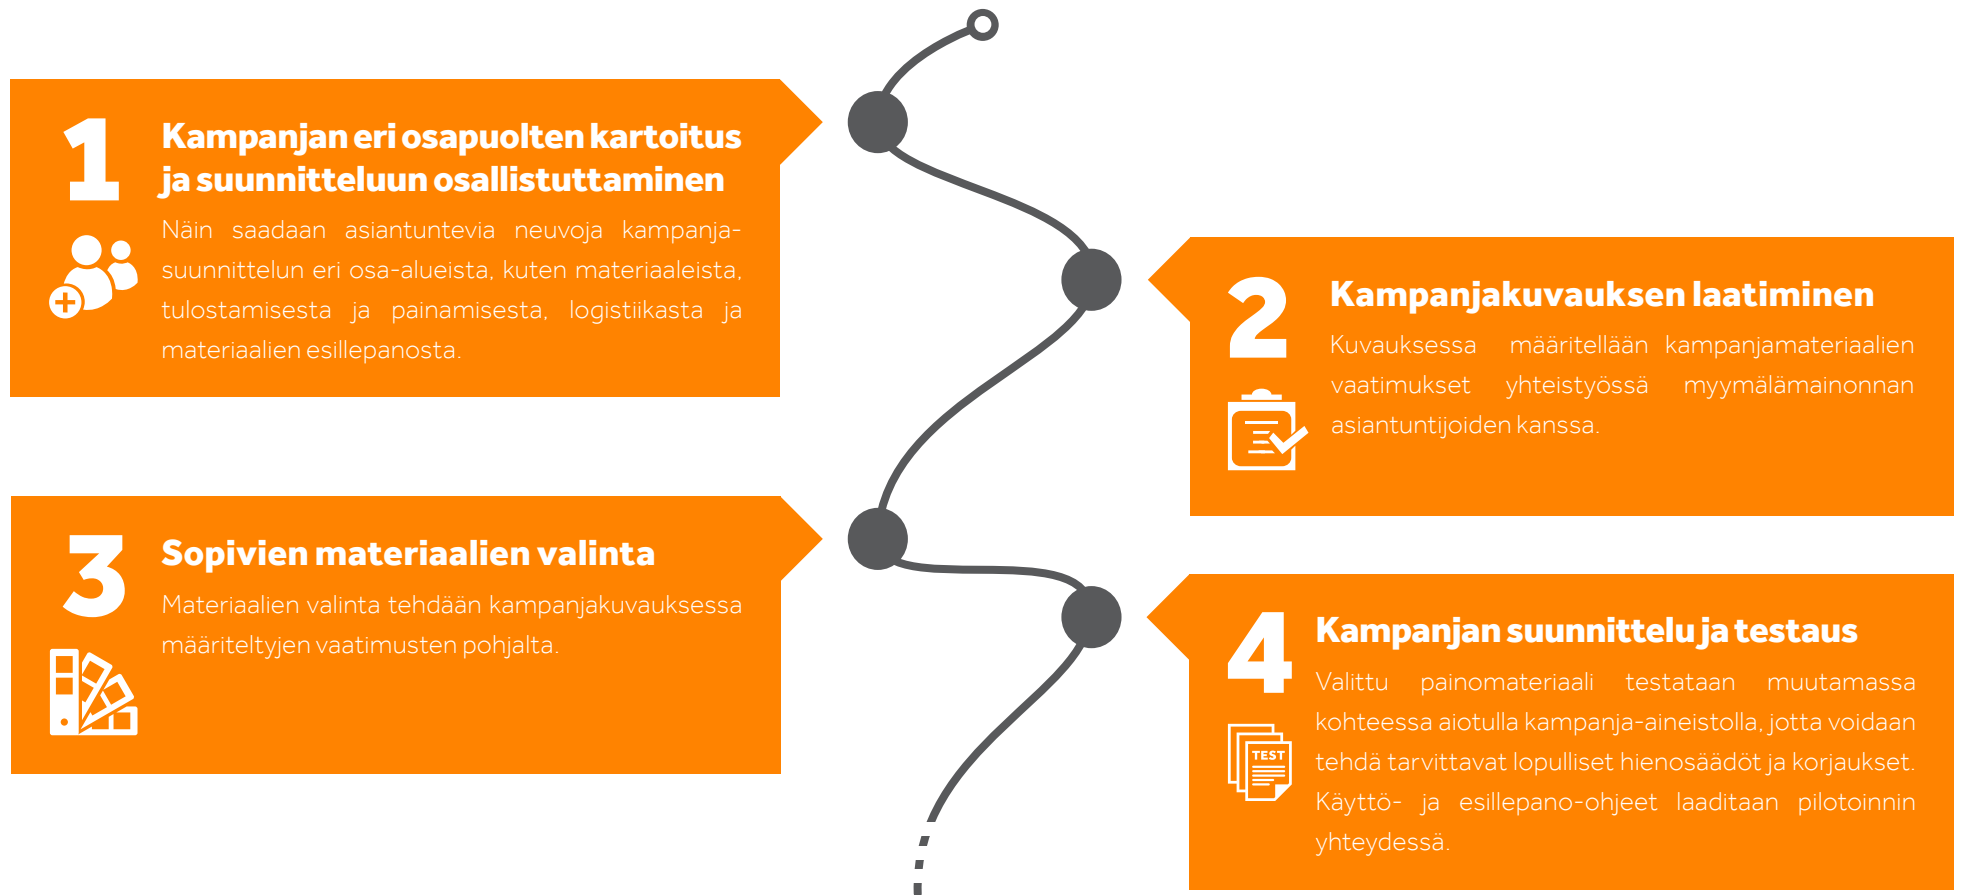 1
Kampanjan eri osapuolten kartoitus
ja suunnitteluun osallistuttaminen
Näin saadaan asiantuntevia neuvoja kampanja-
suunnittelun eri osa-alueista, kuten materiaaleista,
tulostamisesta ja painamisesta, logistiikasta ja
materiaalien esillepanosta.
2
Kampanjakuvauksen laatiminen
Kuvauksessa määritellään kampanjamateriaalien
vaatimukset yhteistyössä myymälämainonnan
asiantuntijoiden kanssa.
3
Sopivien materiaalien valinta
Materiaalien valinta tehdään kampanjakuvauksessa
määriteltyjen vaatimusten pohjalta.
4
Kampanjan suunnittelu ja testaus
Valittu painomateriaali testataan muutamassa
kohteessa aiotulla kampanja-aineistolla, jotta voidaan
tehdä tarvittavat lopulliset hienosäädöt ja korjaukset.
Käyttö- ja esillepano-ohjeet laaditaan pilotoinnin
yhteydessä.
TEST